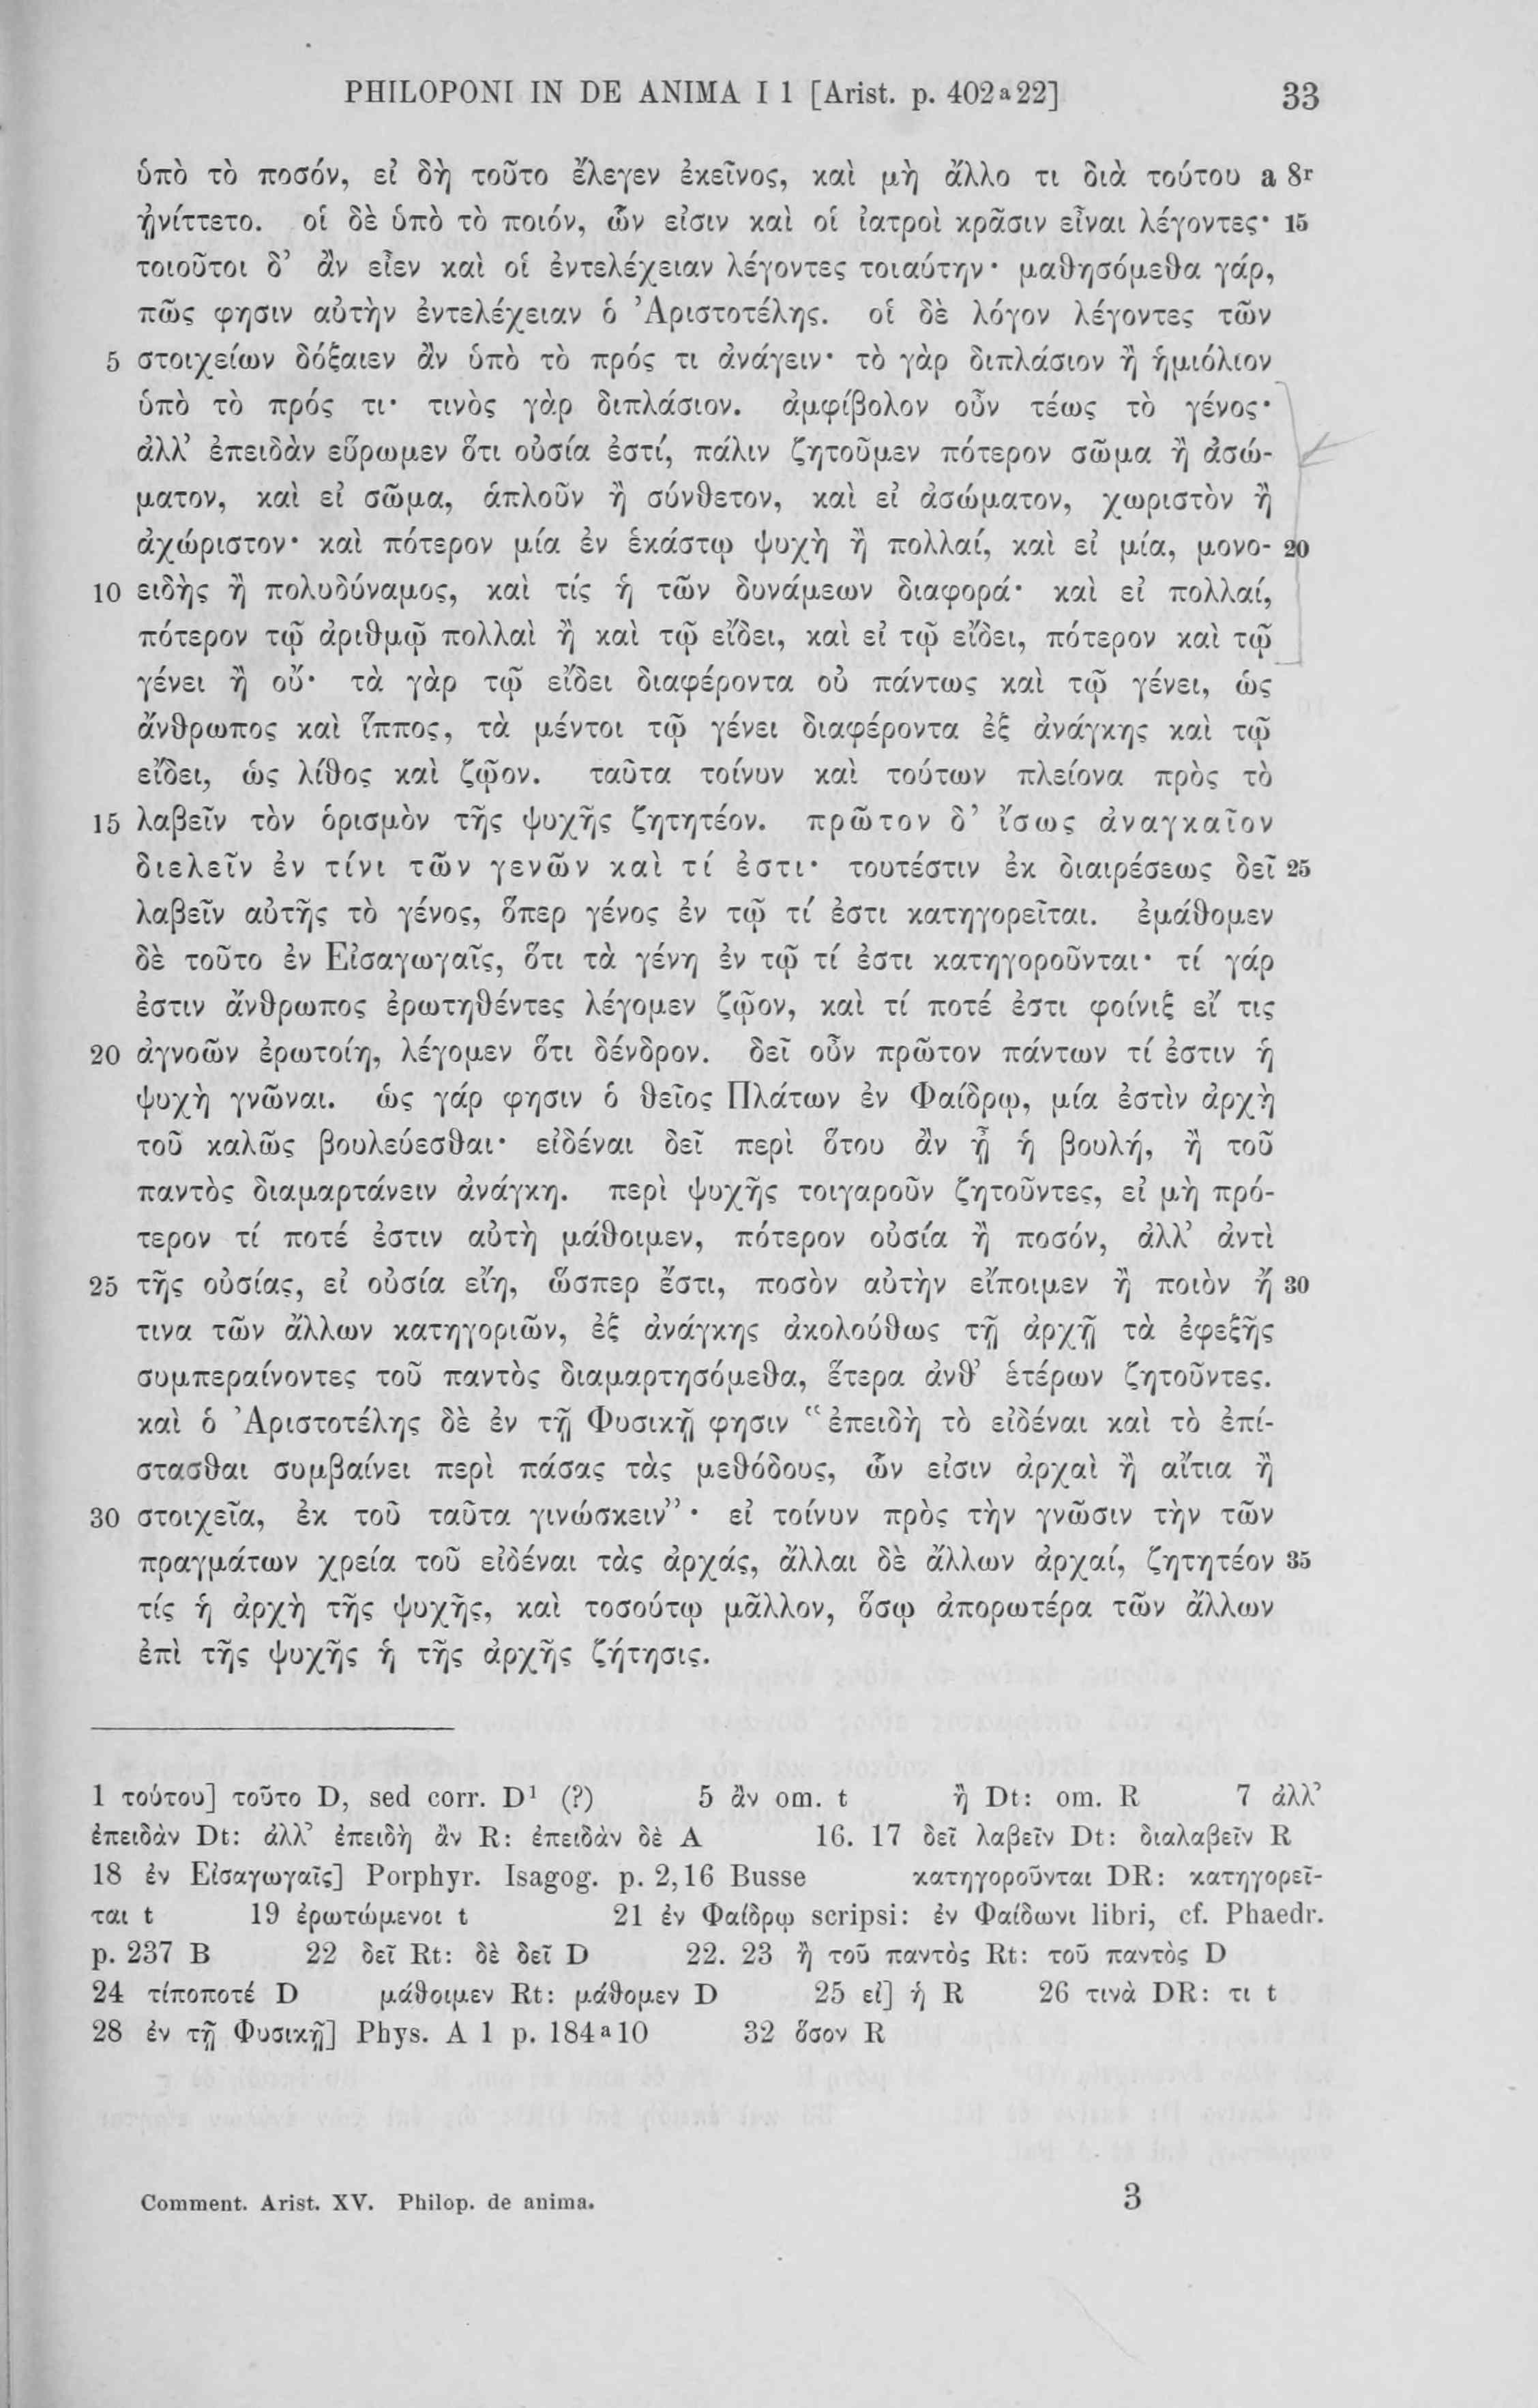 PHILOPONI IN DE ANIMA I 1 [Arist. p. 402 a 22] 33
ὑπὸ τὸ ποσόν, εἰ δὴ τοῦτο ἔλεγεν ἐκεῖνος, καὶ μὴ ἄλλο τι διὰ τούτου a 8r
ᾐνίττετο. οἱ δὲ ὑπὸ τὸ ποιόν, ὧν εἰσιν καὶ οἱ ἰατροὶ κρᾶσιν εἶναι λέγοντες· 15
τοιοῦτοι δ’ ἂν εἶεν καὶ οἱ ἐντελέχειαν λέγοντες τοιαύτην· μαθησόμεθα γάρ,
πῶς φησιν αὐτὴν ἐντελέχειαν ὁ Ἀριστοτέλης. οἱ δὲ λόγον λέγοντες τῶν
5 στοιχείων δόξαιεν ἂν ὑπὸ τὸ πρός τι ἀνάγειν· τὸ γὰρ διπλάσιον ἢ ἡμιόλιον
ὑπὸ τὸ πρός τι· τινὸς γὰρ διπλάσιον. ἀμφίβολον οὖν τέως τὸ γένος·
ἀλλ’ ἐπειδὰν εὕρωμεν ὅτι οὐσία ἐστί, πάλιν ζητοῦμεν πότερον σῶμα ἢ ἀσώ-
ματον, καὶ εἰ σῶμα, ἁπλοῦν ἢ σύνθετον, καὶ εἰ ἀσώματον, χωριστὸν ἢ
ἀχώριστον· καὶ πότερον μία ἐν ἑκάστῳ ψυχὴ ἢ πολλαί, καὶ εἰ μία, μονο- 20
10 ειδὴς ἢ πολυδύναμος, καὶ τίς ἡ τῶν δυνάμεων διαφορά· καὶ εἰ πολλαί,
πότερον τῷ ἀριθμῷ πολλαὶ ἢ καὶ τῷ εἴδει, καὶ εἰ τῷ εἴδει, πότερον καὶ τῷ
γένει ἢ οὔ· τὰ γὰρ τῷ εἴδει διαφέροντα οὐ πάντως καὶ τῷ γένει, ὡς
ἄνθρωπος καὶ ἵππος, τὰ μέντοι τῷ γένει διαφέροντα ἐξ ἀνάγκης καὶ τῷ
εἴδει, ὡς λίθος καὶ ζῷον. ταῦτα τοίνυν καὶ τούτων πλείονα πρὸς τὸ
15 λαβεῖν τὸν ὁρισμὸν τῆς ψυχῆς ζητητέον. πρῶτον δ’ ἴσως ἀναγκαῖον
διελεῖν ἐν τίνι τῶν γενῶν καὶ τί ἐστι· τουτέστιν ἐκ διαιρέσεως δεῖ 25
λαβεῖν αὐτῆς τὸ γένος, ὅπερ γένος ἐν τῷ τί ἐστι κατηγορεῖται. ἐμάθομεν
δὲ τοῦτο ἐν Εἰσαγωγαῖς, ὅτι τὰ γένη ἐν τῷ τί ἐστι κατηγοροῦνται· τί γάρ
ἐστιν ἄνθρωπος ἐρωτηθέντες λέγομεν ζῷον, καὶ τί ποτέ ἐστι φοίνιξ εἴ τις
20 ἀγνοῶν ἐρωτοίη, λέγομεν ὅτι δένδρον. δεῖ οὖν πρῶτον πάντων τί ἐστιν ἡ
ψυχὴ γνῶναι. ὡς γάρ φησιν ὁ θεῖος Πλάτων ἐν Φαίδρῳ, μία ἐστὶν ἀρχὴ
τοῦ καλῶς βουλεύεσθαι· εἰδέναι δεῖ περὶ ὅτου ἂν ᾖ ἡ βουλή, ἢ τοῦ
παντὸς διαμαρτάνειν ἀνάγκη. περὶ ψυχῆς τοιγαροῦν ζητοῦντες, εἰ μὴ πρό-
τερον τί ποτέ ἐστιν αὐτὴ μάθοιμεν, πότερον οὐσία ἢ ποσόν, ἀλλ’ ἀντὶ
25 τῆς οὐσίας, εἰ οὐσία εἴη, ὥσπερ ἔστι, ποσὸν αὐτὴν εἴποιμεν ἢ ποιὸν ἤ 30
τινα τῶν ἄλλων κατηγοριῶν, ἐξ ἀνάγκης ἀκολούθως τῇ ἀρχῇ τὰ ἐφεξῆς
συμπεραίνοντες τοῦ παντὸς διαμαρτησόμεθα, ἕτερα ἀνθ’ ἑτέρων ζητοῦντες.
καὶ ὁ Ἀριστοτέλης δὲ ἐν τῇ Φυσικῇ φησιν “ἐπειδὴ τὸ εἰδέναι καὶ τὸ ἐπί-
στασθαι συμβαίνει περὶ πάσας τὰς μεθόδους, ὧν εἰσιν ἀρχαὶ ἢ αἴτια ἢ
30 στοιχεῖα, ἐκ τοῦ ταῦτα γινώσκειν”· εἰ τοίνυν πρὸς τὴν γνῶσιν τὴν τῶν
πραγμάτων χρεία τοῦ εἰδέναι τὰς ἀρχάς, ἄλλαι δὲ ἄλλων ἀρχαί, ζητητέον 35
τίς ἡ ἀρχὴ τῆς ψυχῆς, καὶ τοσούτῳ μᾶλλον, ὅσῳ ἀπορωτέρα τῶν ἄλλων
ἐπὶ τῆς ψυχῆς ἡ τῆς ἀρχῆς ζήτησις.
1 τούτου] τοῦτο D, sed corr. D¹ (?) 5 ἂν om. t ἢ Dt: om. R 7 ἀλλ’
ἐπειδὰν Dt: ἀλλ’ ἐπειδὴ ἂν R: ἐπειδὰν δὲ A 16. 17 δεῖ λαβεῖν Dt: διαλαβεῖν R
18 ἐν Εἰσαγωγαῖς] Porphyr. Isagog. p. 2,16 Busse κατηγοροῦνται DR: κατηγορεῖ-
ται t 19 ἐρωτώμενοι t 21 ἐν Φαίδρῳ scripsi: ἐν Φαίδωνι libri, cf. Phaedr.
p. 237 B 22 δεῖ Rt: δὲ δεῖ D 22. 23 ἢ τοῦ παντὸς Rt: τοῦ παντὸς D
24 τίποποτέ D μάθοιμεν Rt: μάθομεν D 25 εἰ] ἡ R 26 τινὰ DR: τι t
28 ἐν τῇ Φυσικῇ] Phys. A 1 p. 184 a 10 32 ὅσον R
Comment. Arist. XV. Philop. de anima. 3